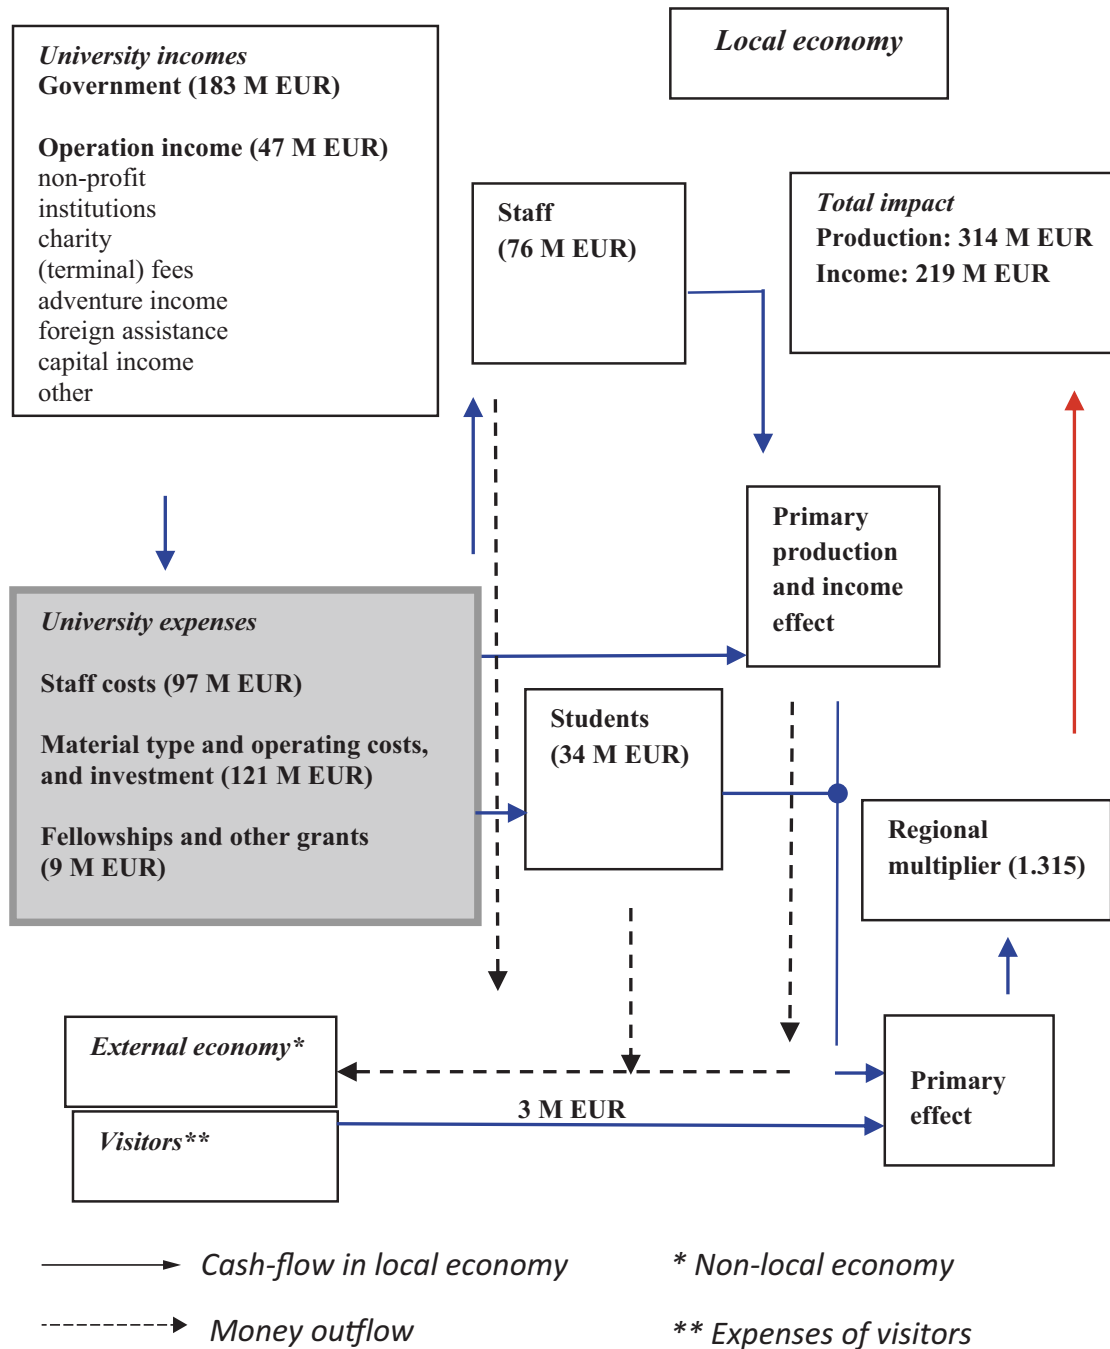 University incomes
Government (183 M EUR)
Operation income (47 M EUR)
non-profit
institutions
charity
(terminal) fees
adventure income
foreign assistance
capital income
other
Local economy
Staff
(76 M EUR)
Total impact
Production: 314 M EUR
Income: 219 M EUR
Primary
production
and income
effect
University expenses
Staff costs (97 M EUR)
Material type and operating costs,
and investment (121 M EUR)
Fellowships and other grants
(9 M EUR)
Students
(34 M EUR)
Regional
multiplier (1.315)
External economy*
Visitors**
3 M EUR
Primary
effect
Cash-flow in local economy
* Non-local economy
Money outflow
** Expenses of visitors